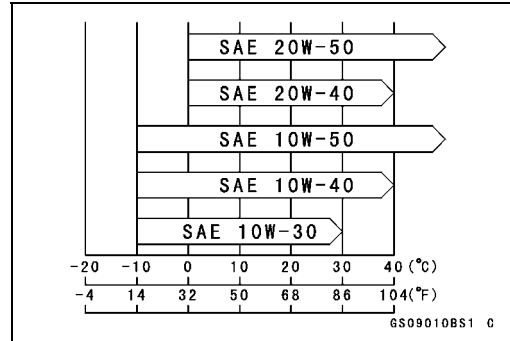 SAE 20W-50
SAE 20W-40
SAE 10W-50
SAE 10W-40
SAE 10W-30
-20 -10 0 10 20 30 40 (°C)
-4 14 32 50 68 86 104(°F)
GS09010BS1 C